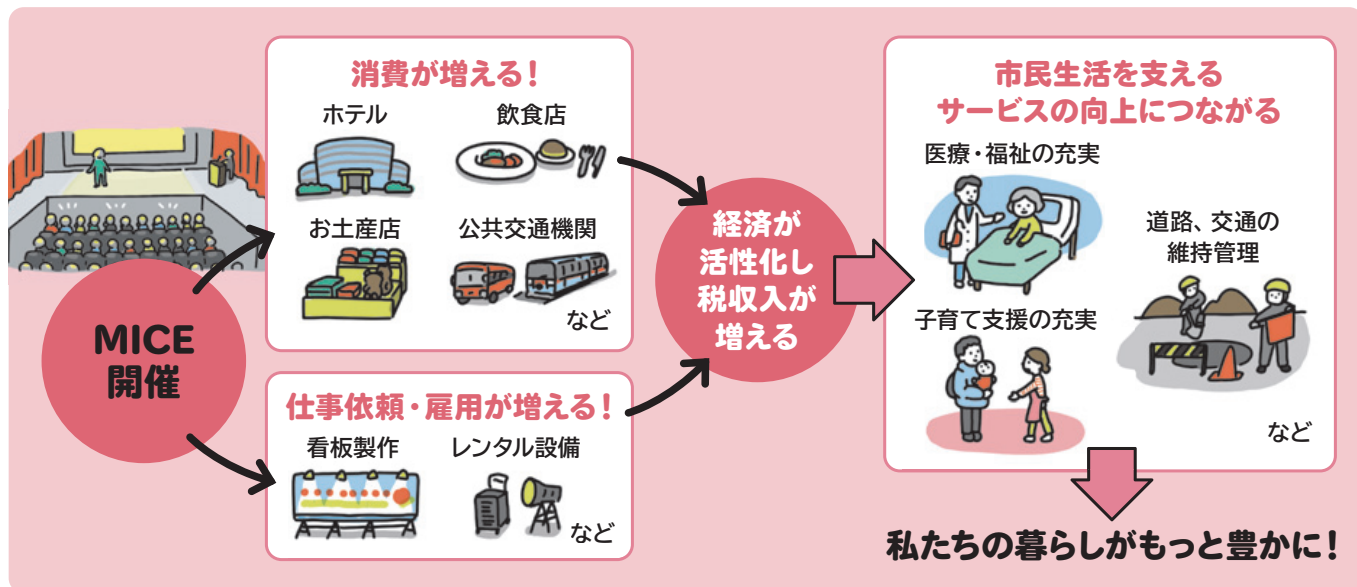 MICE
開催
消費が増える！
ホテル
飲食店
お土産店
公共交通機関
など
仕事依頼・雇用が増える！
看板製作
レンタル設備
など
経済が
活性化し
税収入が
増える
市民生活を支える
サービスの向上につながる
医療・福祉の充実
道路、交通の
維持管理
子育て支援の充実
など
私たちの暮らしがもっと豊かに！